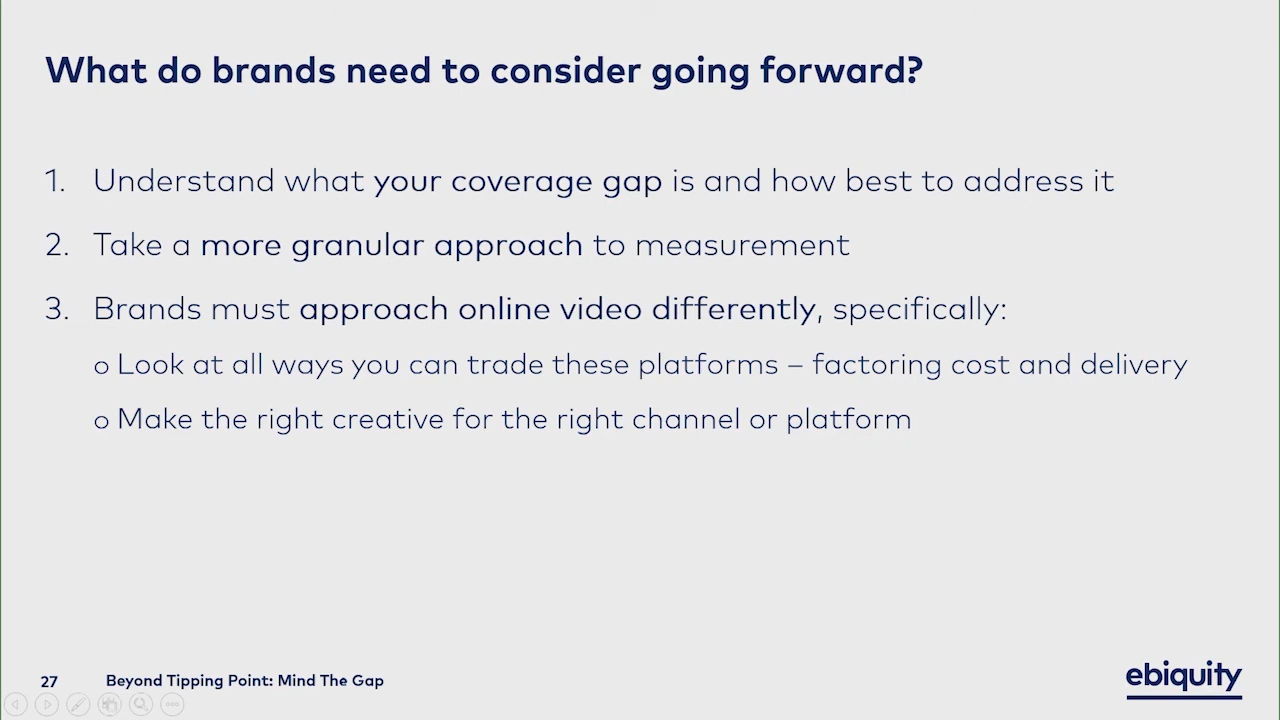 What do brands need to consider going forward?
1. Understand what your coverage gap is and how best to address it
2. Take a more granular approach to measurement
3. Brands must approach online video differently, specifically:
o Look at all ways you can trade these platforms – factoring cost and delivery
o Make the right creative for the right channel or platform
27 Beyond Tipping Point: Mind The Gap
ebiquity